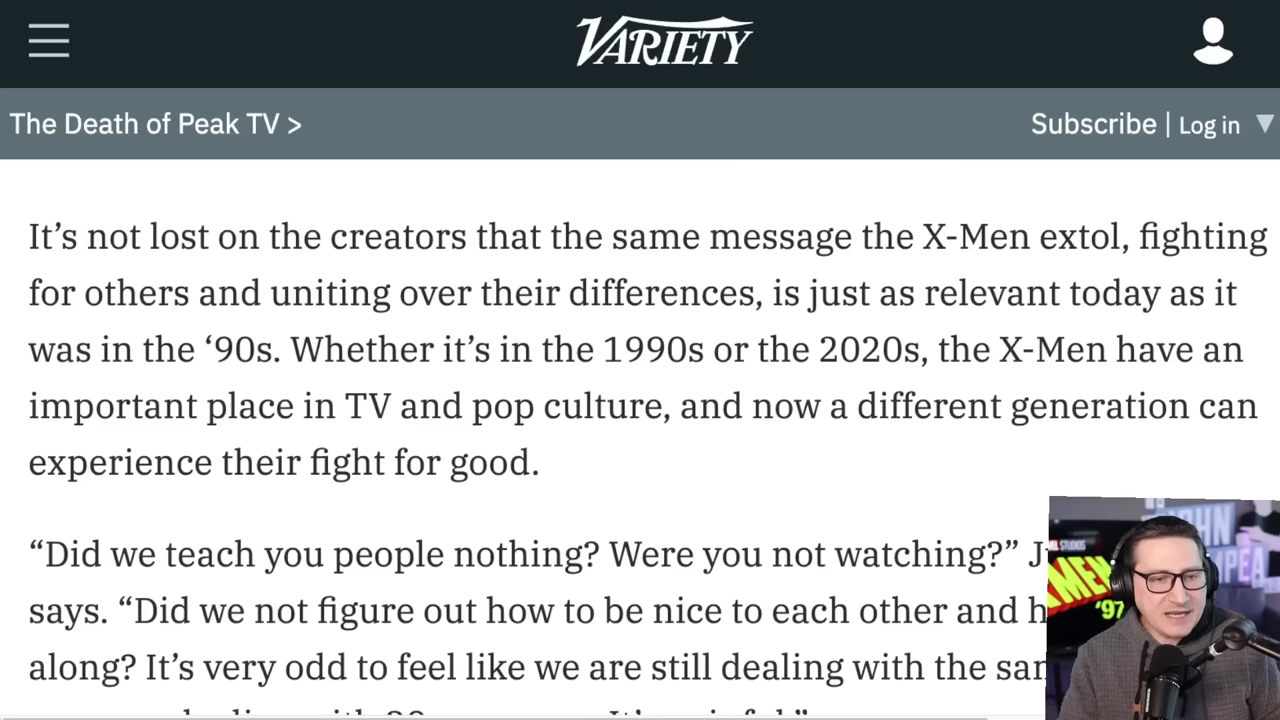 VARIETY
The Death of Peak TV >
Subscribe | Log in ▼
It’s not lost on the creators that the same message the X-Men extol, fighting
for others and uniting over their differences, is just as relevant today as it
was in the ‘90s. Whether it’s in the 1990s or the 2020s, the X-Men have an
important place in TV and pop culture, and now a different generation can
experience their fight for good.
“Did we teach you people nothing? Were you not watching?”
says. “Did we not figure out how to be nice to each other and
along? It’s very odd to feel like we are still dealing with the
STUDIOS
'97